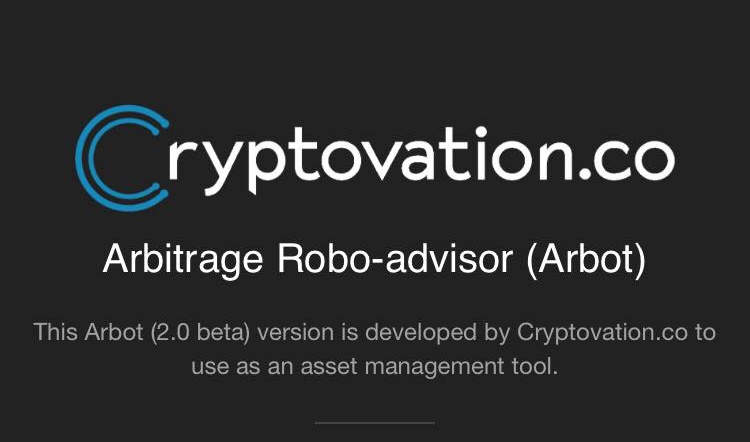 Cryptovation.co
Arbitrage Robo-advisor (Arbot)
This Arbot (2.0 beta) version is developed by Cryptovation.co to
use as an asset management tool.